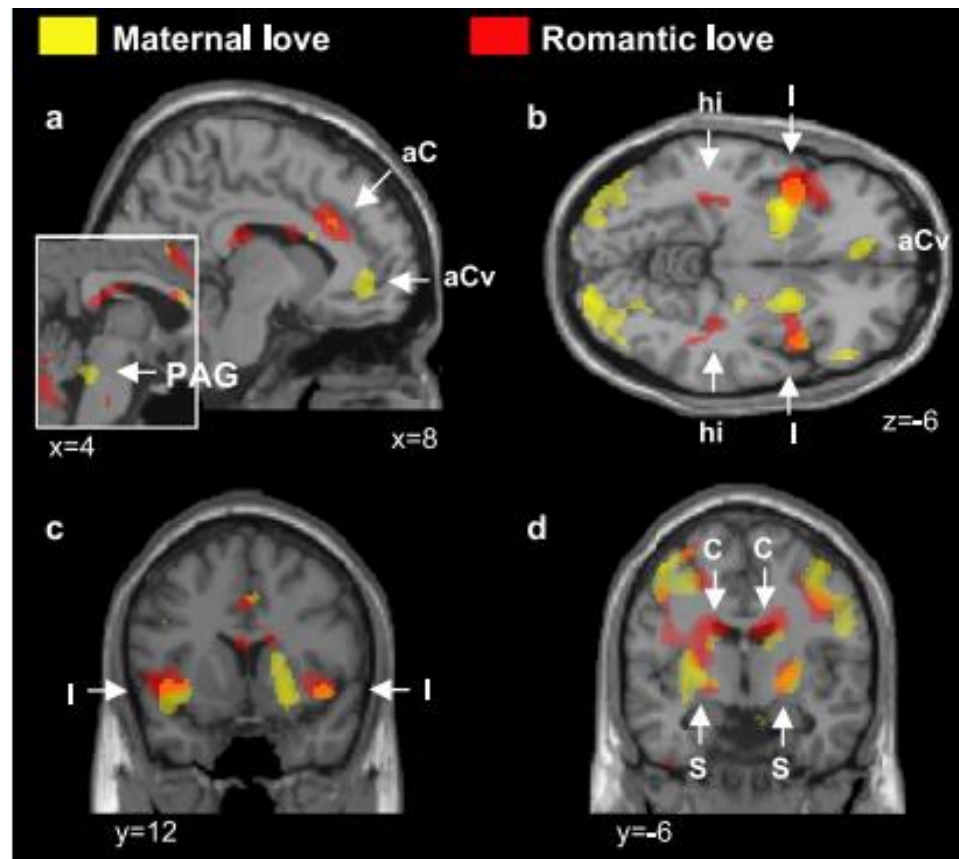 Maternal love
Romantic love
a
aC
aCv
PAG
x=4
x=8
b
hi
I
aCv
hi
I
z=-6
c
I
I
y=12
d
C
C
S
S
y=-6